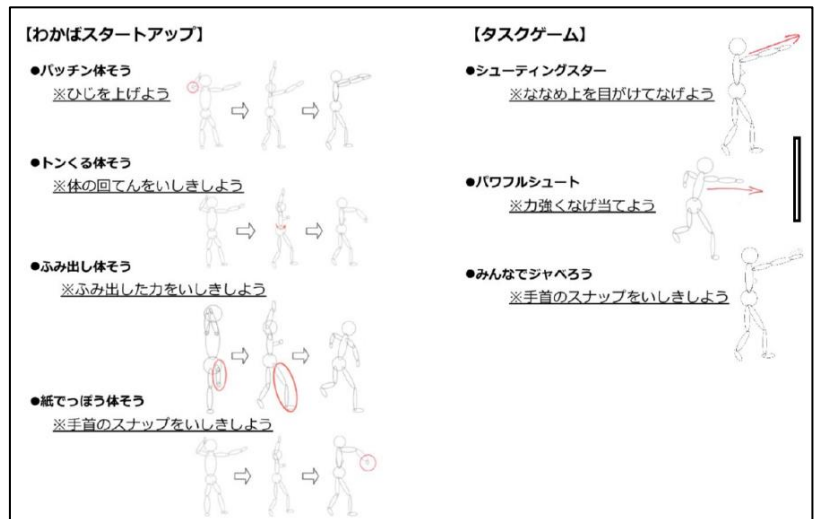 【わかばスタートアップ】
●パッチン体そう
※ひじを上げよう
●トンくる体そう
※体の回てんをいしきしよう
●ふみ出し体そう
※ふみ出した力をいしきしよう
●紙でっぽう体そう
※手首のスナップをいしきしよう
【タスクゲーム】
●シューティングスター
※ななめ上を目がけてなげよう
●パワフルシュート
※力強くなげ当てよう
●みんなでジャベろう
※手首のスナップをいしきしよう